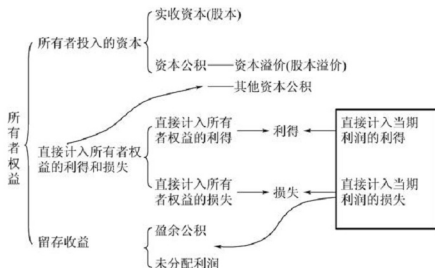 实收资本(股本)
所有者投入的资本
资本公积——资本溢价(股本溢价)
——其他资本公积
所有者权益
直接计入所有者权益的利得和损失
直接计入所有
者权益的利得
利得
直接计入当期
利润的利得
直接计入所有
者权益的损失
损失
直接计入当期
利润的损失
留存收益
盈余公积
未分配利润